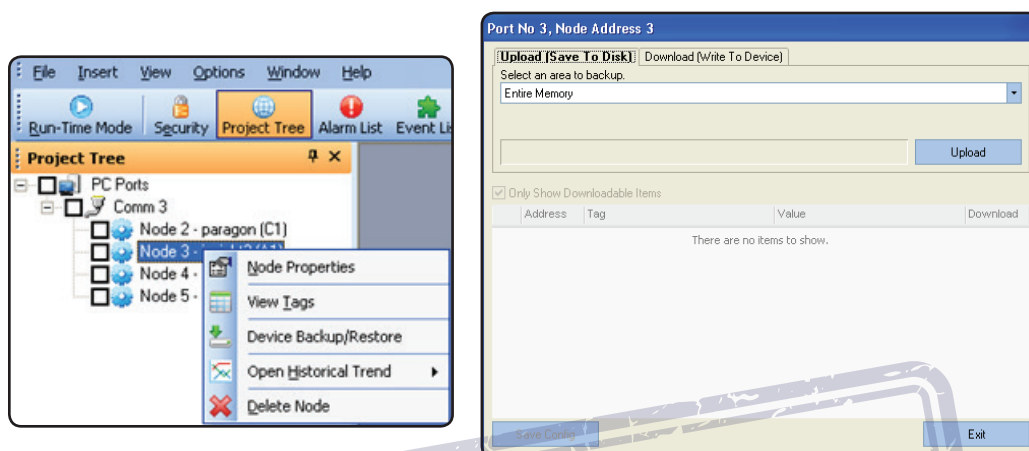 File Insert View Options Window Help
Run-Time Mode Security Project Tree Alarm List Event
Project Tree
PC Ports
Comm 3
Node 2 - paragon (C1)
Node 3 -
Node 4 -
Node 5 -
Node Properties
View Tags
Device Backup/Restore
Open Historical Trend
Delete Node
Port No 3, Node Address 3
Upload (Save To Disk) Download (Write To Device)
Select an area to backup.
Entire Memory
Upload
Only Show Downloadable Items
Address Tag Value Download
There are no items to show.
Save Config Exit